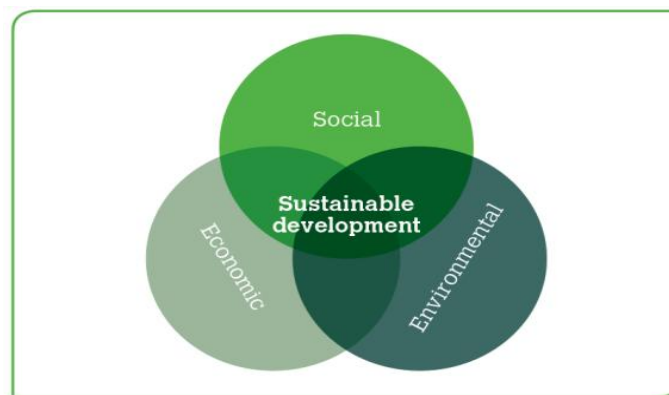 Social
Sustainable
development
Economic
Environmental